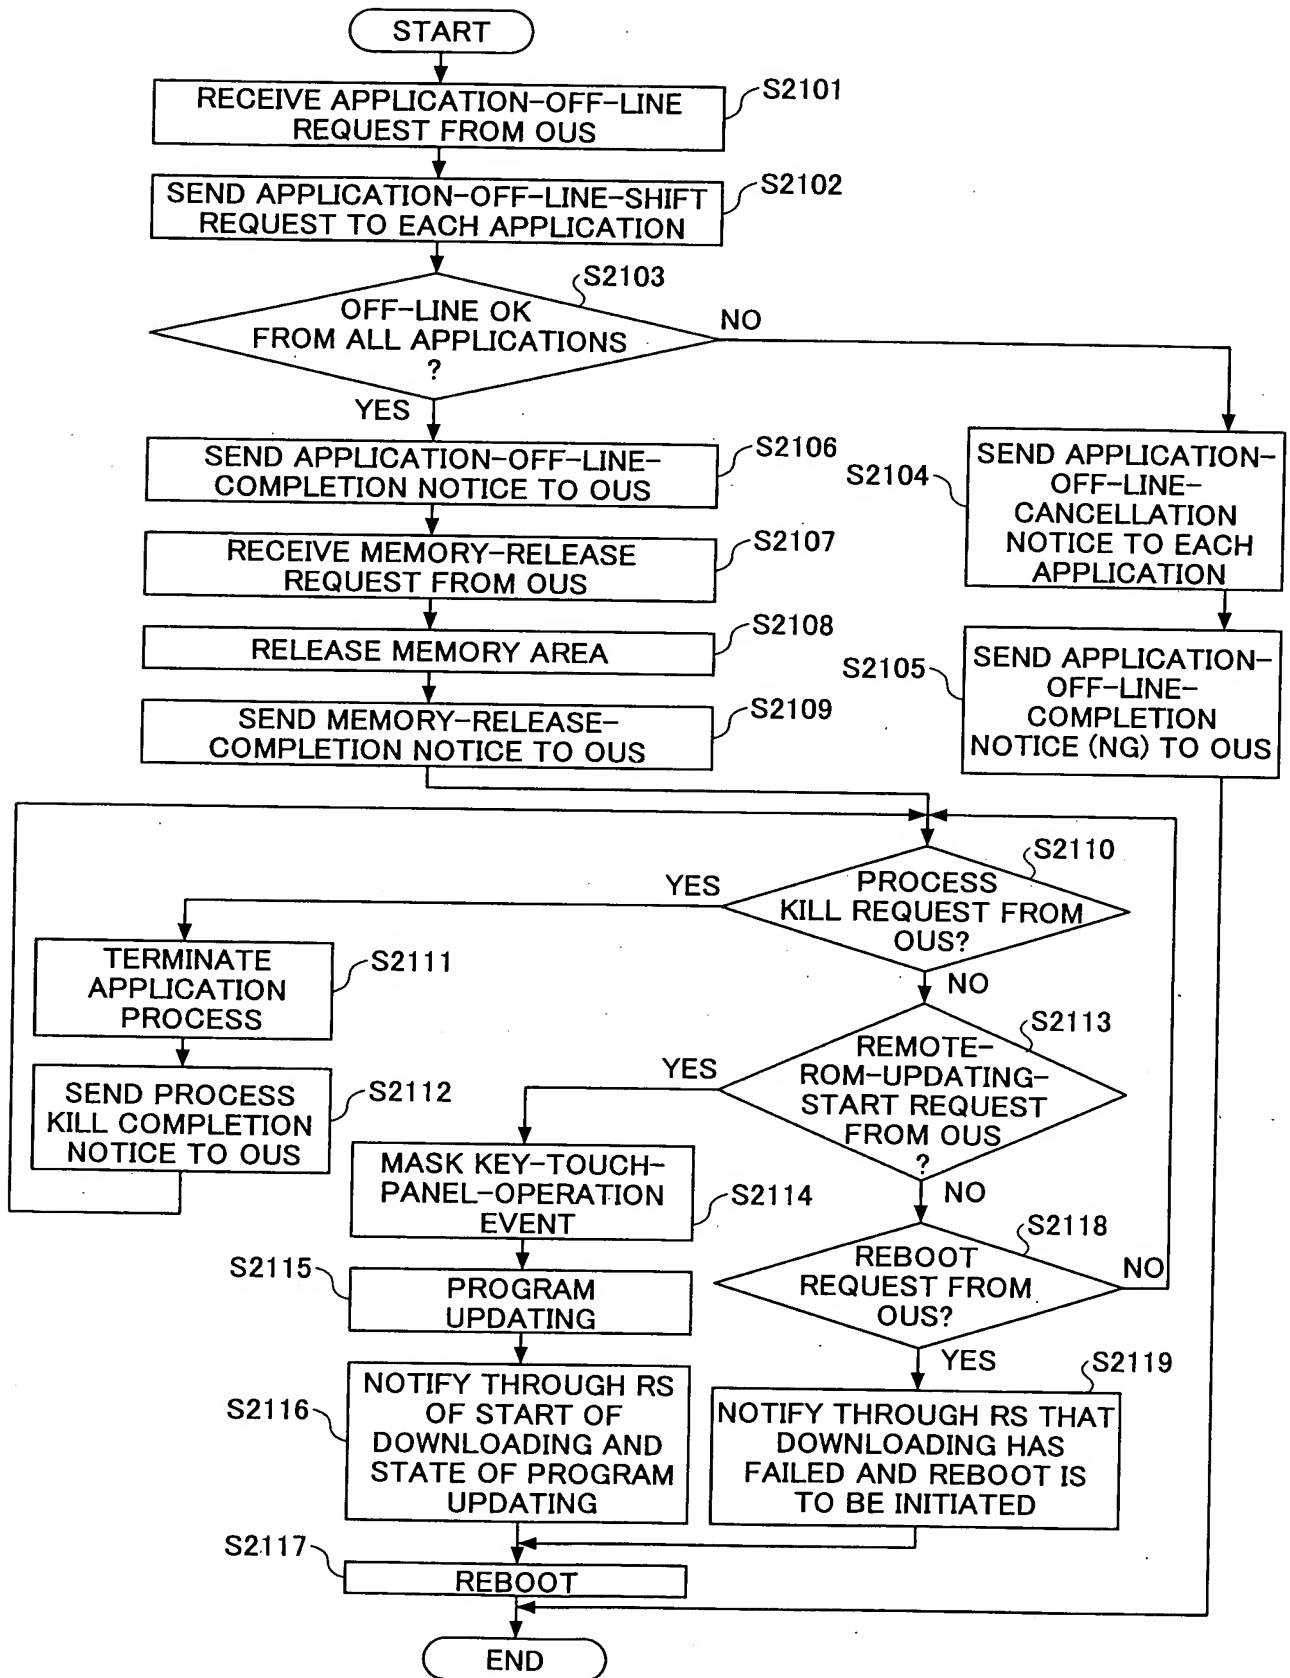 START
S2101
RECEIVE APPLICATION-OFF-LINE
REQUEST FROM OUS
S2102
SEND APPLICATION-OFF-LINE-SHIFT
REQUEST TO EACH APPLICATION
S2103
OFF-LINE OK
FROM ALL APPLICATIONS
?
NO
YES
S2106
SEND APPLICATION-OFF-LINE-
COMPLETION NOTICE TO OUS
S2104
SEND APPLICATION-
OFF-LINE-
CANCELLATION
NOTICE TO EACH
APPLICATION
S2107
RECEIVE MEMORY-RELEASE
REQUEST FROM OUS
S2108
RELEASE MEMORY AREA
S2105
SEND APPLICATION-
OFF-LINE-
COMPLETION
NOTICE (NG) TO OUS
S2109
SEND MEMORY-RELEASE-
COMPLETION NOTICE TO OUS
S2110
PROCESS
KILL REQUEST FROM
OUS?
YES
NO
S2111
TERMINATE
APPLICATION
PROCESS
S2112
SEND PROCESS
KILL COMPLETION
NOTICE TO OUS
S2113
REMOTE-
ROM-UPDATING-
START REQUEST
FROM OUS
?
YES
NO
MASK KEY-TOUCH-
PANEL-OPERATION
EVENT
S2114
S2118
REBOOT
REQUEST FROM
OUS?
NO
YES
S2115
PROGRAM
UPDATING
S2116
NOTIFY THROUGH RS
OF START OF
DOWNLOADING AND
STATE OF PROGRAM
UPDATING
S2119
NOTIFY THROUGH RS THAT
DOWNLOADING HAS
FAILED AND REBOOT IS
TO BE INITIATED
S2117
REBOOT
END